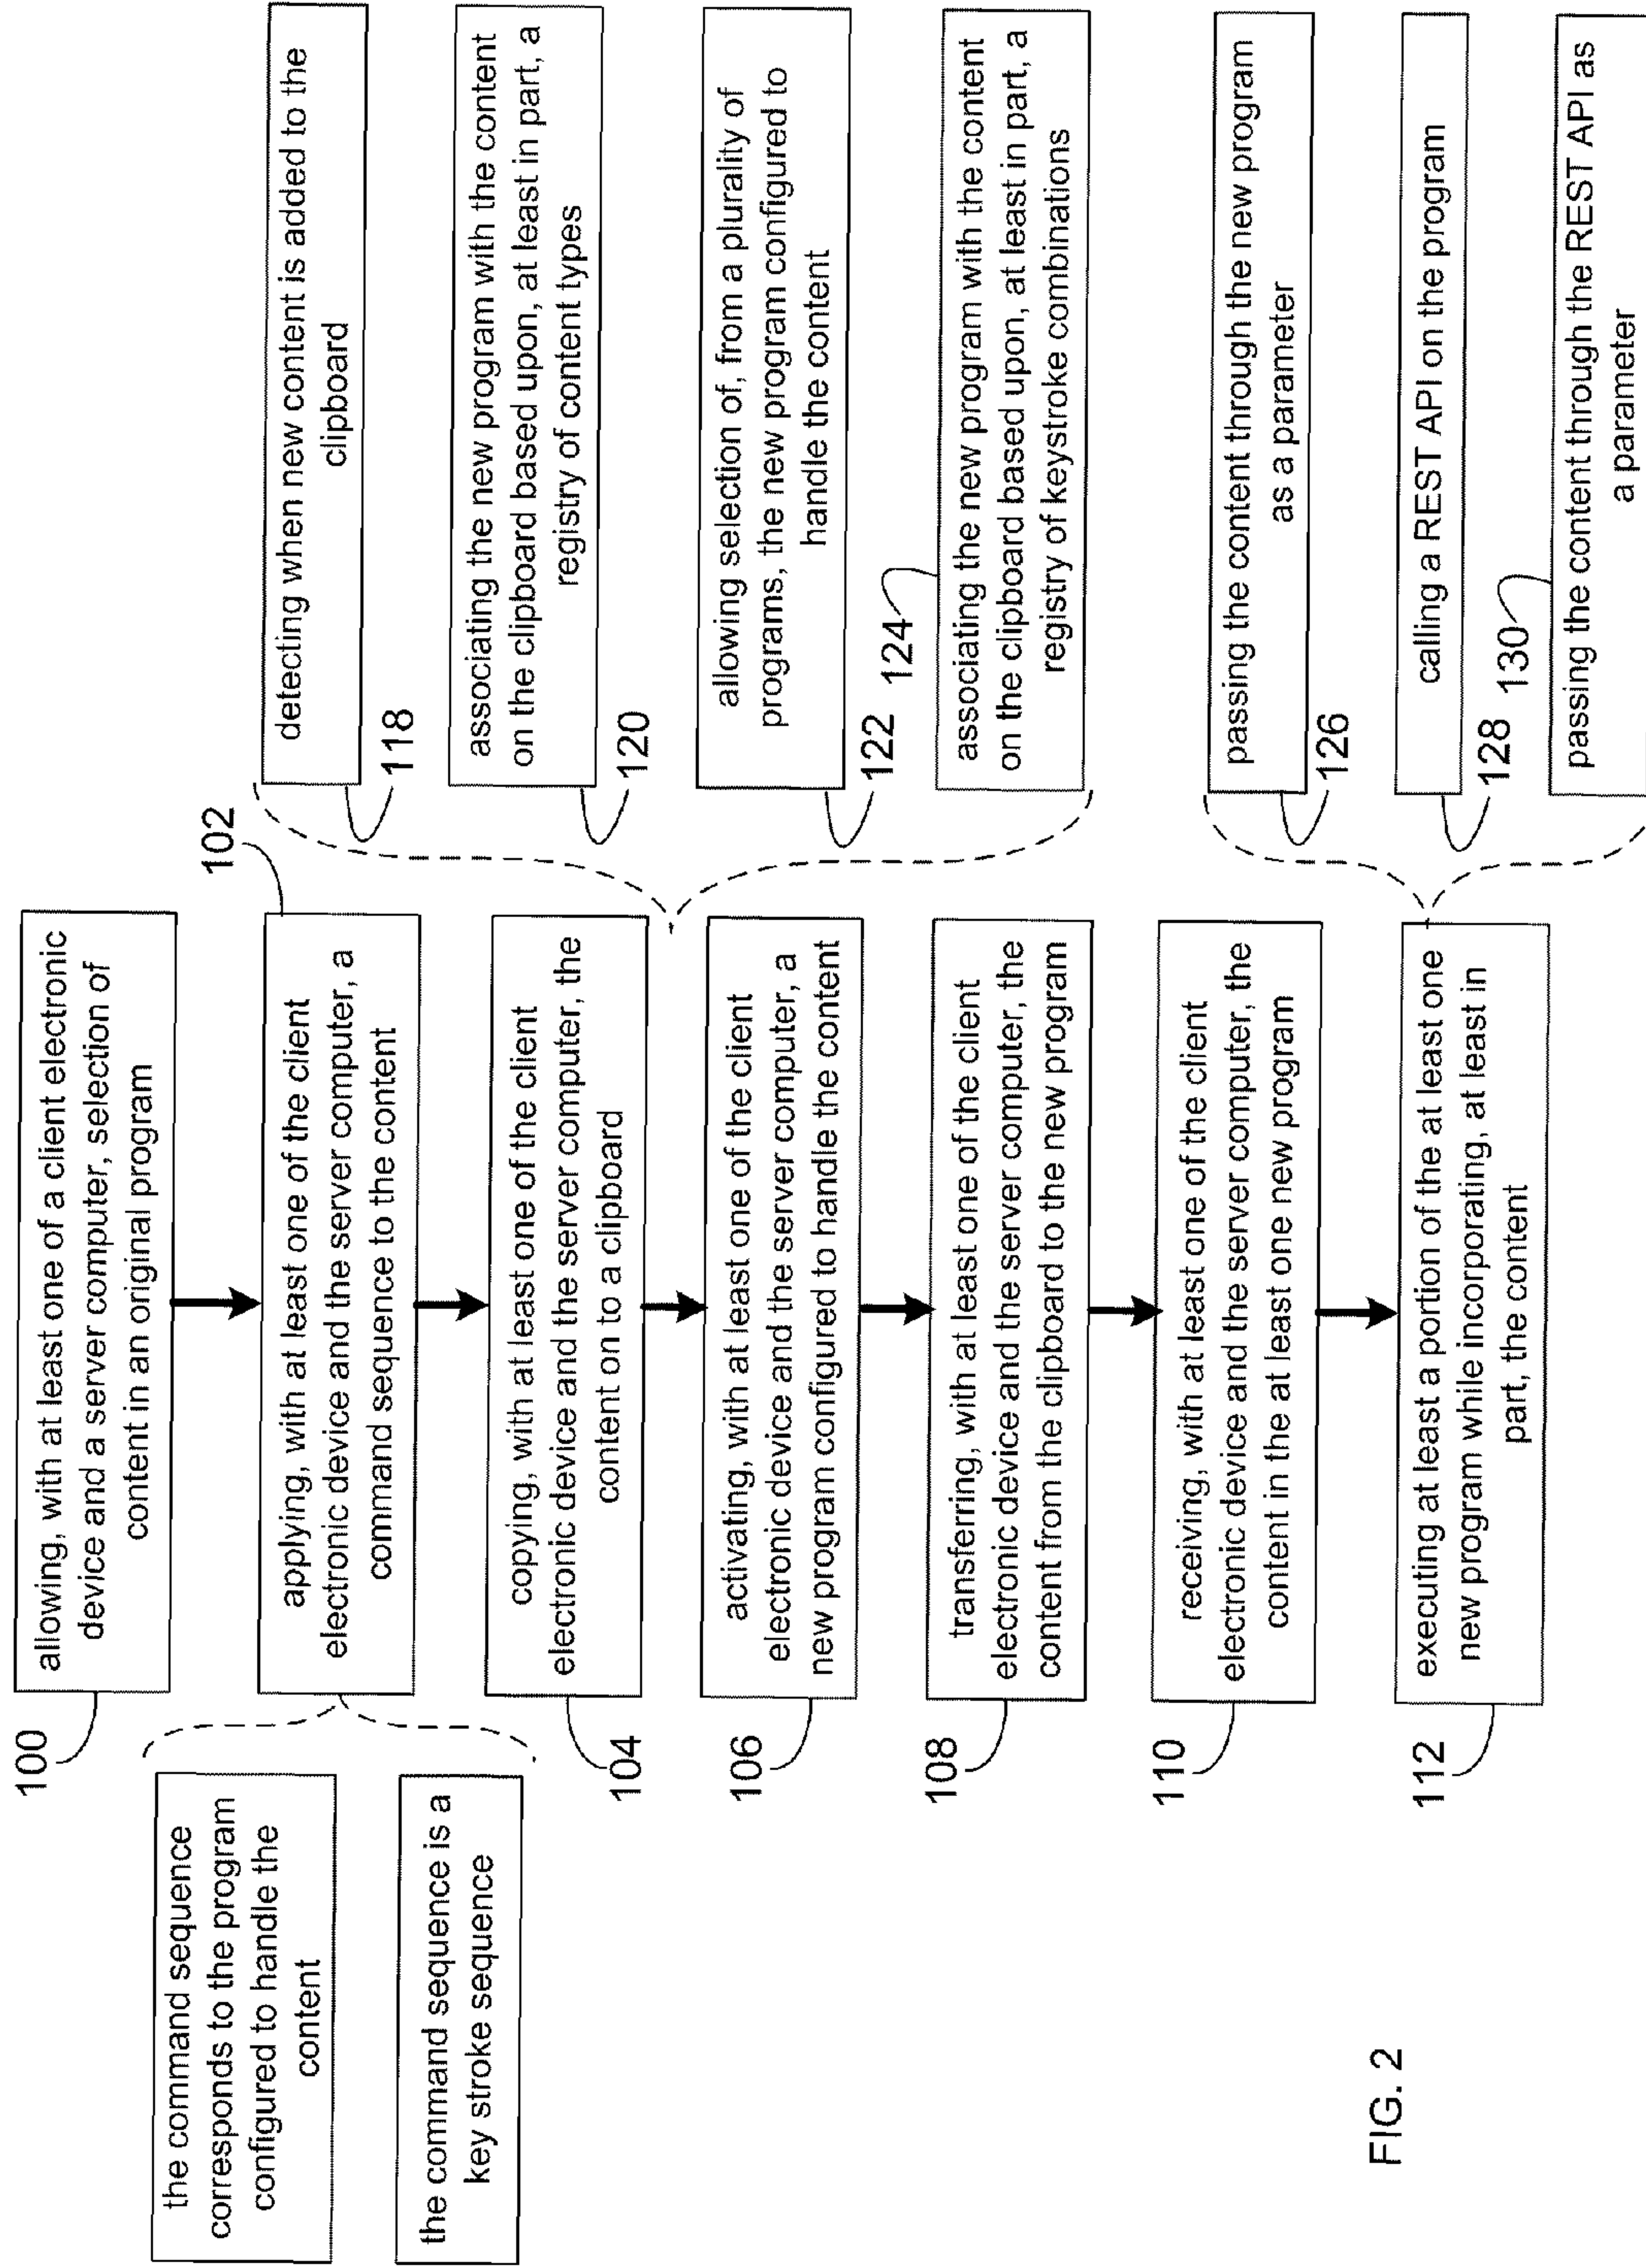 100
allowing, with at least one of a client electronic
device and a server computer, selection of
content in an original program
102
applying, with at least one of the client
electronic device and the server computer, a
command sequence to the content
the command sequence
corresponds to the program
configured to handle the
content
the command sequence is a
key stroke sequence
104
copying, with at least one of the client
electronic device and the server computer, the
content on to a clipboard
106
activating, with at least one of the client
electronic device and the server computer, a
new program configured to handle the content
118
detecting when new content is added to the
clipboard
120
associating the new program with the content
on the clipboard based upon, at least in part, a
registry of content types
122
allowing selection of, from a plurality of
programs, the new program configured to
handle the content
124
associating the new program with the content
on the clipboard based upon, at least in part, a
registry of keystroke combinations
108
transferring, with at least one of the client
electronic device and the server computer, the
content from the clipboard to the new program
110
receiving, with at least one of the client
electronic device and the server computer, the
content in the at least one new program
112
executing at least a portion of the at least one
new program while incorporating, at least in
part, the content
126
passing the content through the new program
as a parameter
128
calling a REST API on the program
130
passing the content through the REST API as
a parameter
FIG. 2